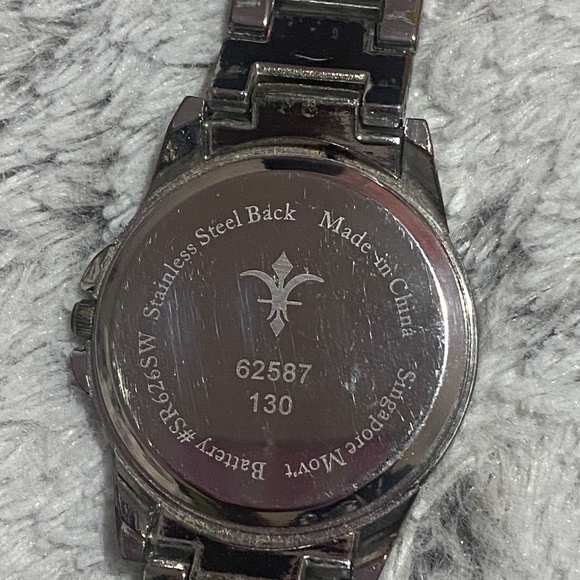 Stainless Steel Back
Made in China
Singapore Mov't
Battery #SR626SW
62587
130